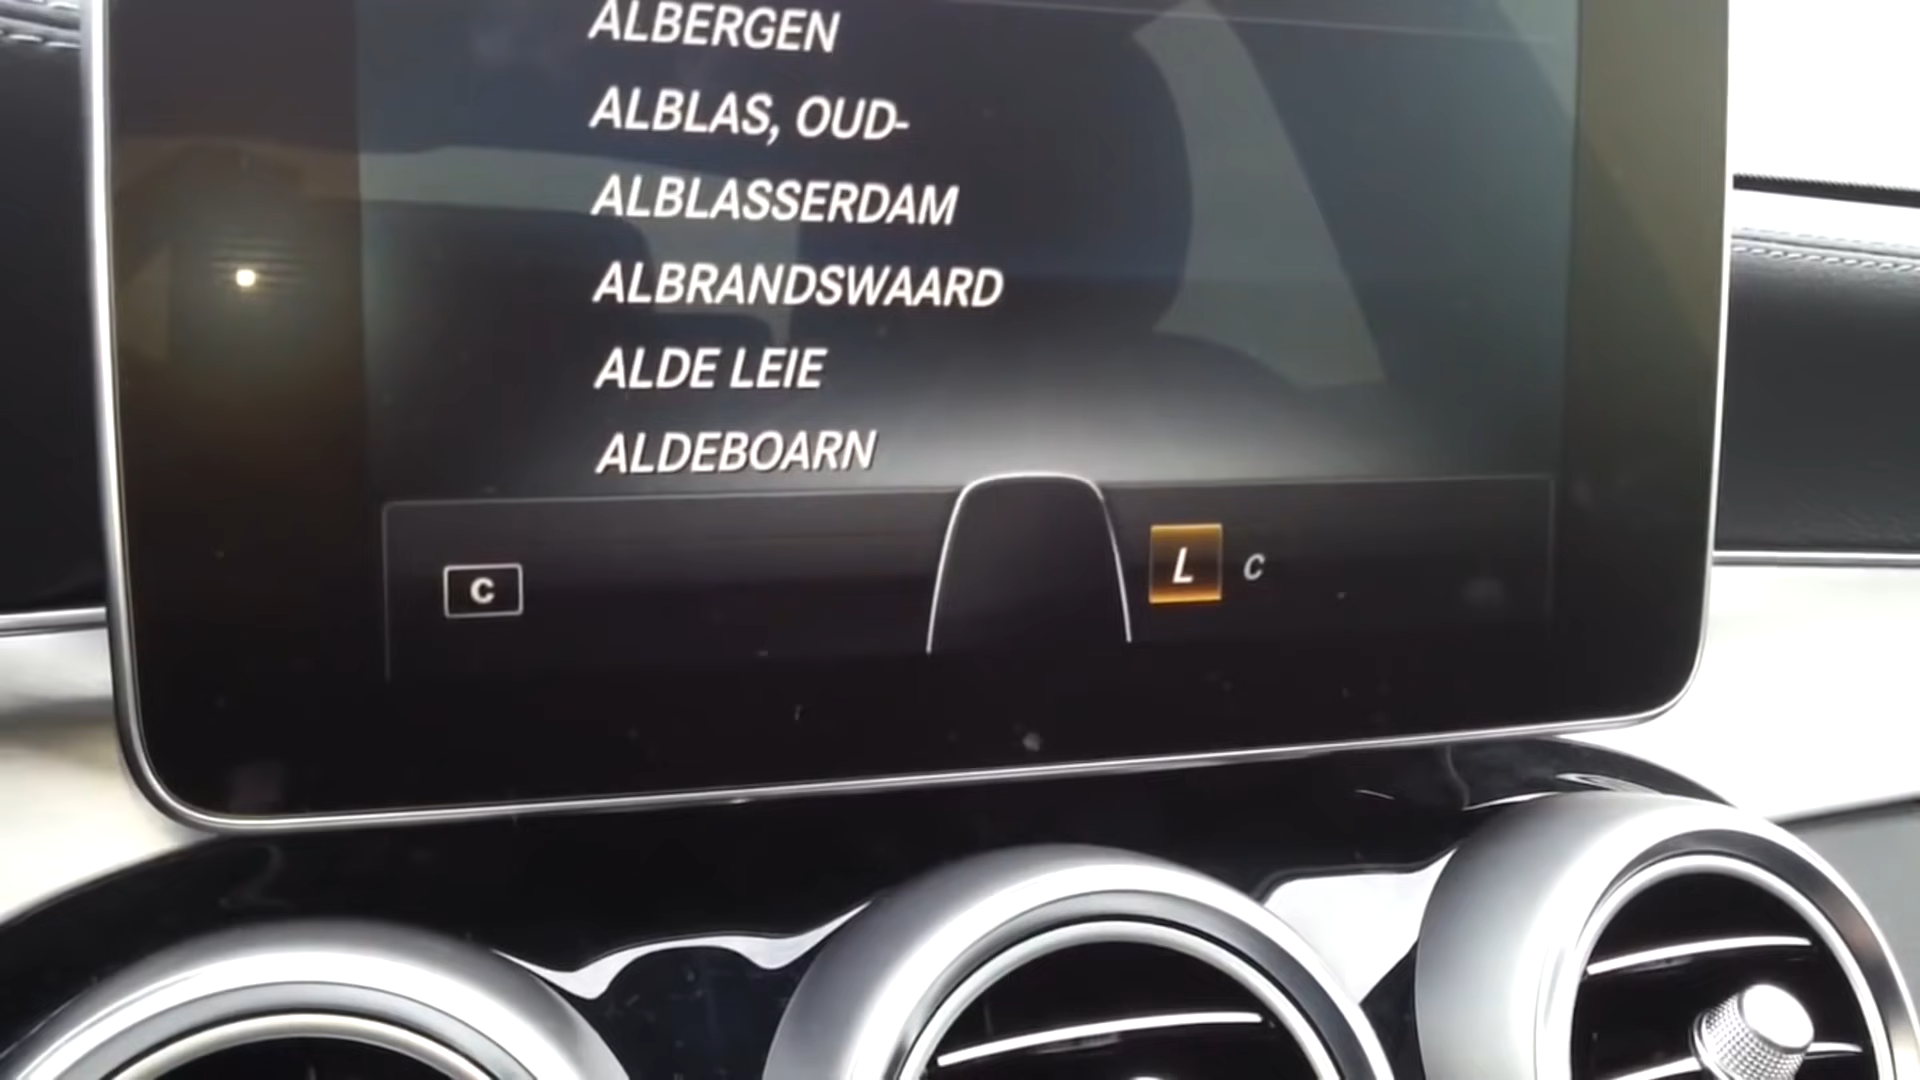 ALBERGEN
ALBLAS, OUD-
ALBLASSERDAM
ALBRANDSWAARD
ALDE LEIE
ALDEBOARN
C L C